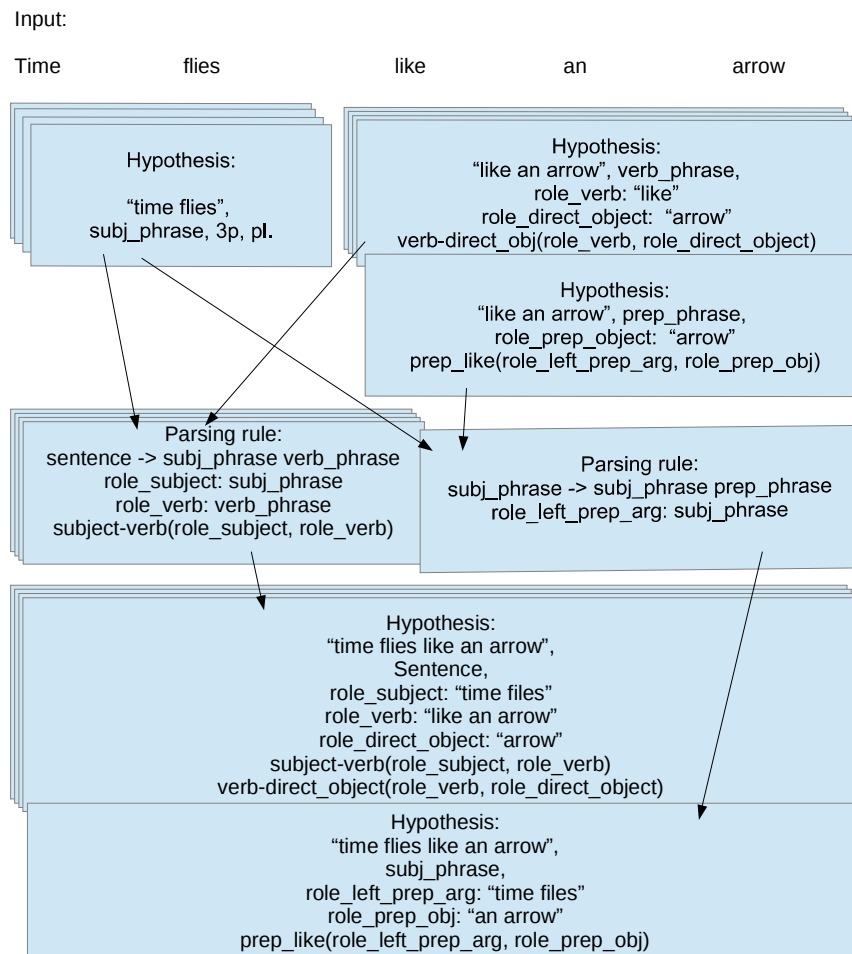 Input:
Time flies like an arrow
Hypothesis:
“time flies”,
subj_phrase, 3p, pl.
Hypothesis:
“like an arrow”, verb_phrase,
role_verb: “like”
role_direct_object: “arrow”
verb-direct_obj(role_verb, role_direct_object)
Hypothesis:
“like an arrow”, prep_phrase,
role_prep_object: “arrow”
prep_like(role_left_prep_arg, role_prep_obj)
Parsing rule:
sentence -> subj_phrase verb_phrase
role_subject: subj_phrase
role_verb: verb_phrase
subject-verb(role_subject, role_verb)
Parsing rule:
subj_phrase -> subj_phrase prep_phrase
role_left_prep_arg: subj_phrase
Hypothesis:
“time flies like an arrow”,
Sentence,
role_subject: “time files”
role_verb: “like an arrow”
role_direct_object: “arrow”
subject-verb(role_subject, role_verb)
verb-direct_object(role_verb, role_direct_object)
Hypothesis:
“time flies like an arrow”,
subj_phrase,
role_left_prep_arg: “time files”
role_prep_obj: “an arrow”
prep_like(role_left_prep_arg, role_prep_obj)